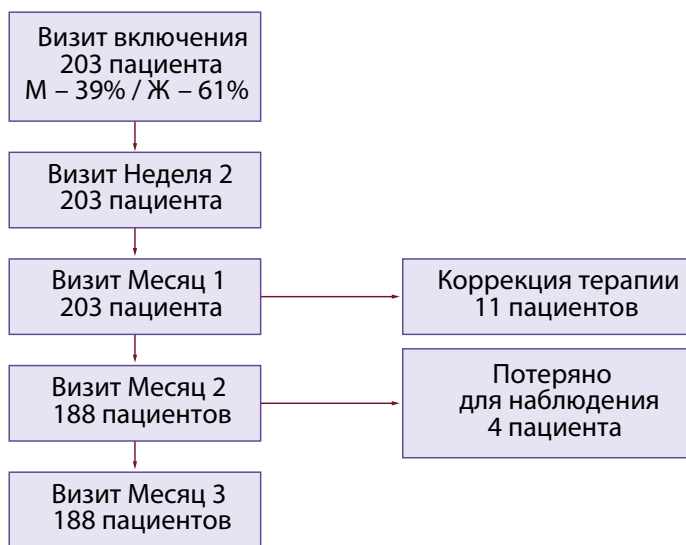 Визит включения
203 пациента
М – 39% / Ж – 61%
Визит Неделя 2
203 пациента
Визит Месяц 1
203 пациента
Коррекция терапии
11 пациентов
Визит Месяц 2
188 пациентов
Потеряно
для наблюдения
4 пациента
Визит Месяц 3
188 пациентов